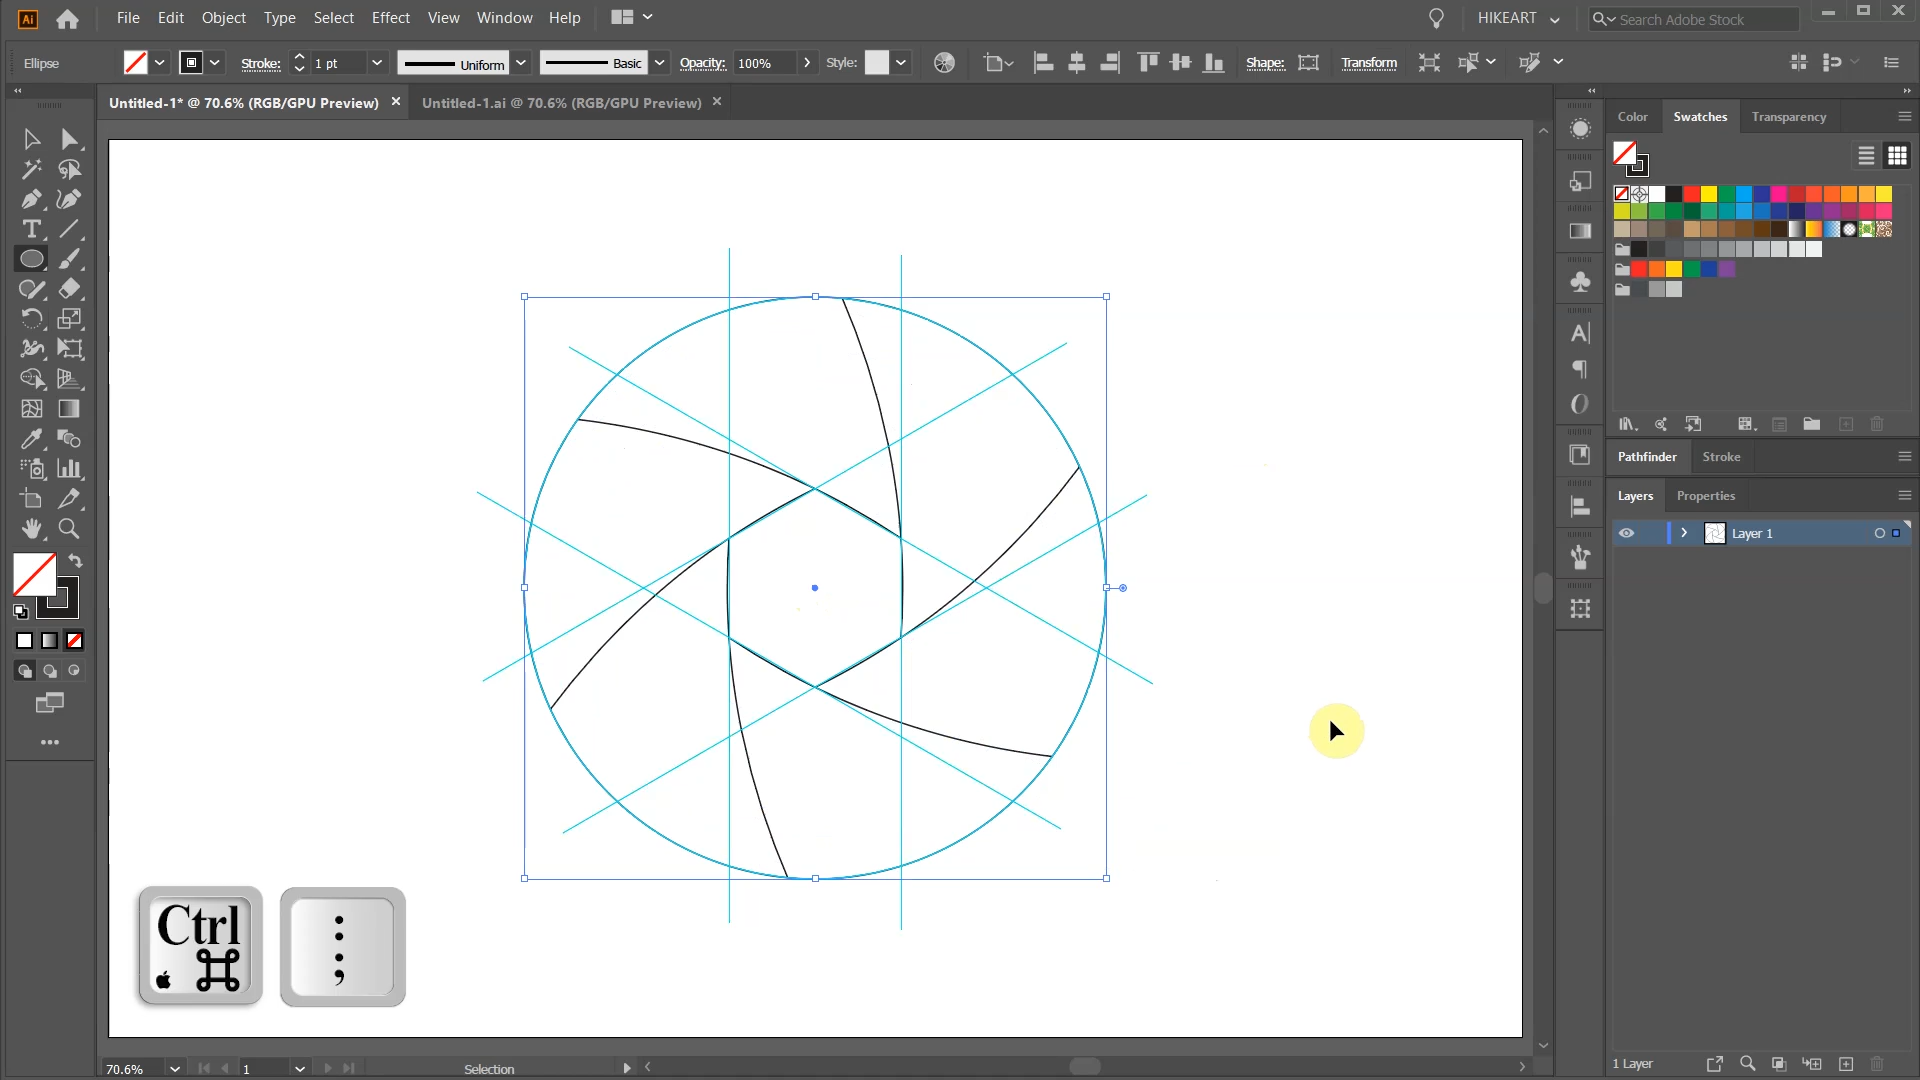 Ai
File Edit Object Type Select Effect View Window Help
HIKEART
Search Adobe Stock
Ellipse
Stroke:
1 pt
Uniform
Basic
Opacity:
100%
Style:
Shape:
Transform
Untitled-1* @ 70.6% (RGB/GPU Preview) ×
Untitled-1.ai @ 70.6% (RGB/GPU Preview) ×
Color
Swatches
Transparency
Pathfinder
Stroke
Layers
Properties
Layer 1
Ctrl
:
;
1 Layer
70.6%
1
Selection